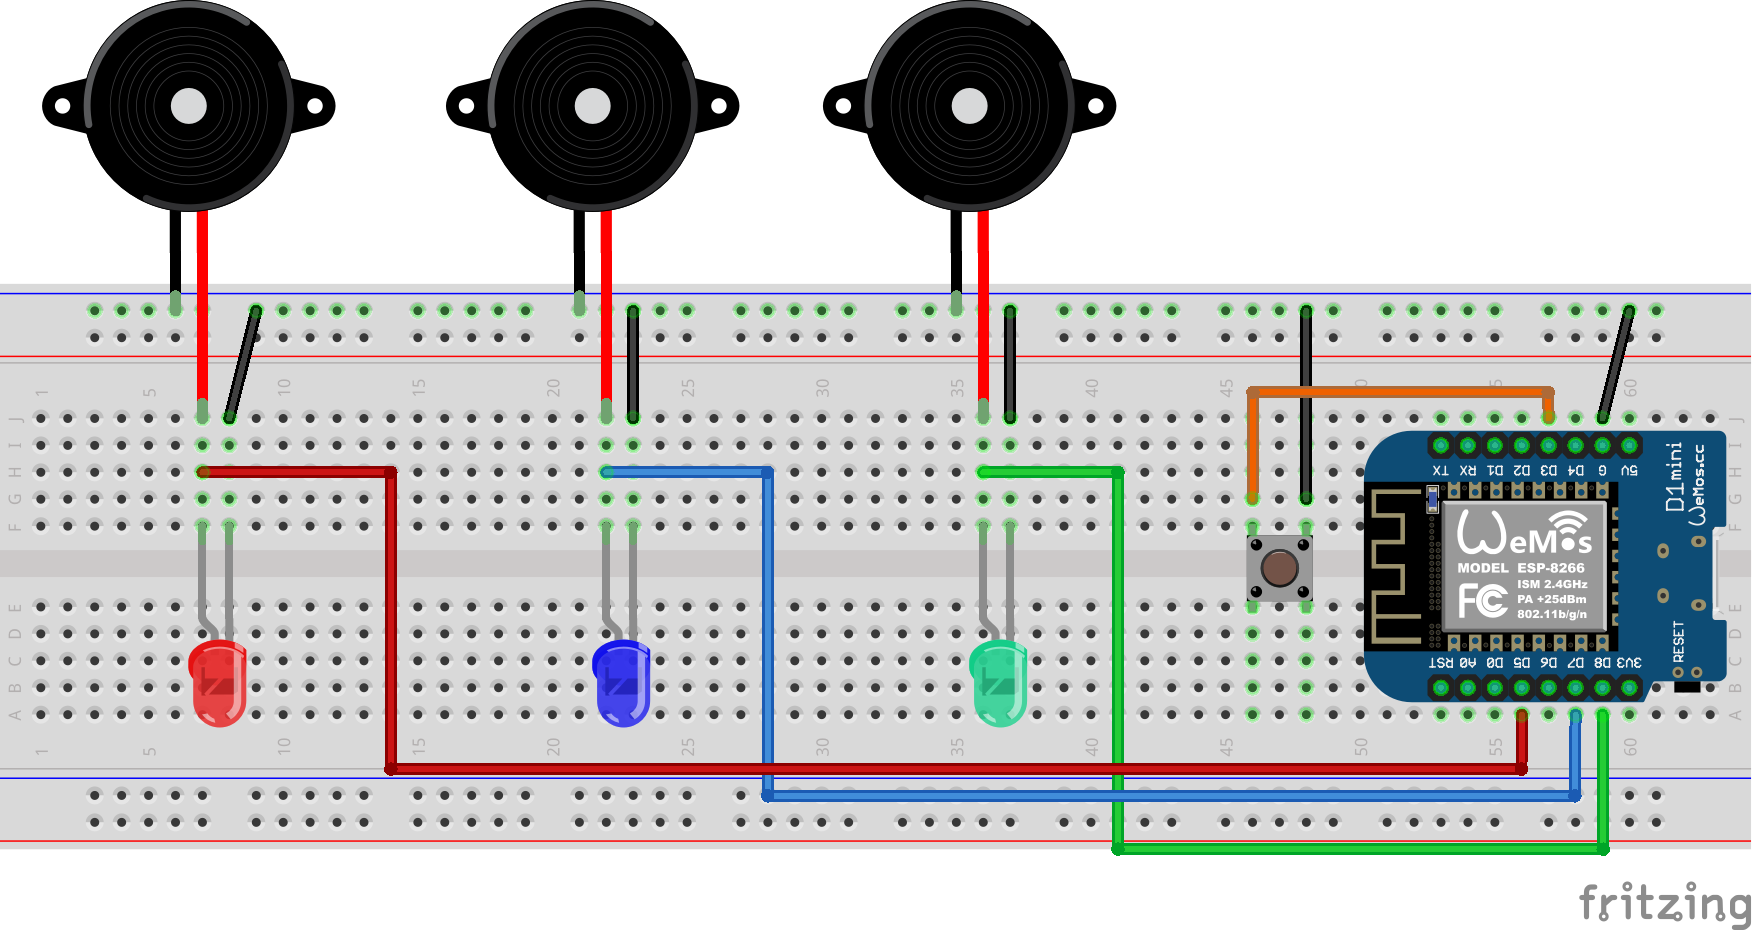 1 5 10 15 20 25 30 35 40 45 50 55 60
J J
I I
H H
G G
F F
TX RX D1 D2 D3 D4 G 5V
D1 mini
WeMos.cc
WeMos
MODEL ESP-8266
FC
ISM 2.4GHz
PA +25dBm
802.11b/g/n
RESET
RST A0 D0 D5 D6 D7 D8 3V3
E E
D D
C C
B B
A A
1 5 10 15 20 25 30 35 40 45 50 55 60
fritzing